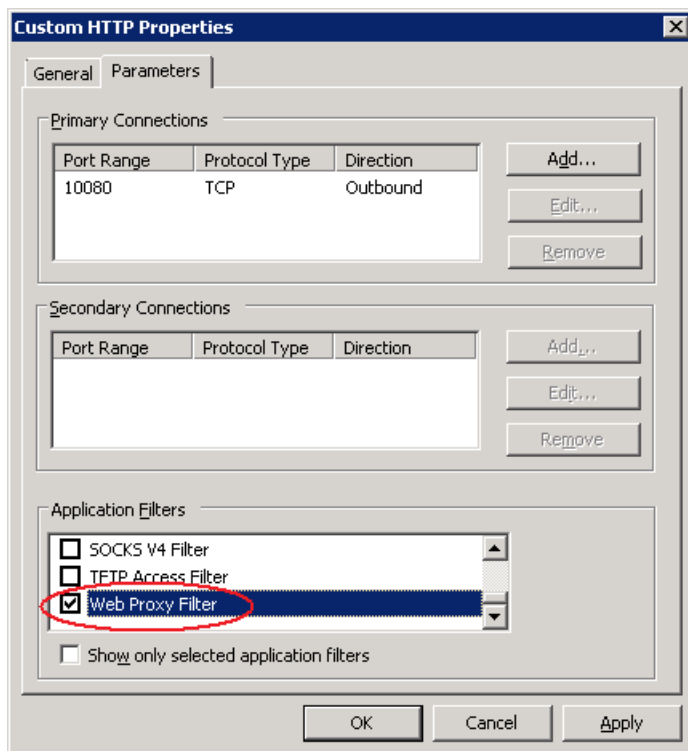 Custom HTTP Properties
General Parameters
Primary Connections
Port Range Protocol Type Direction
10080 TCP Outbound
Add...
Edit...
Remove
Secondary Connections
Port Range Protocol Type Direction
Add...
Edit...
Remove
Application Filters
SOCKS V4 Filter
TFTP Access Filter
Web Proxy Filter
Show only selected application filters
OK Cancel Apply